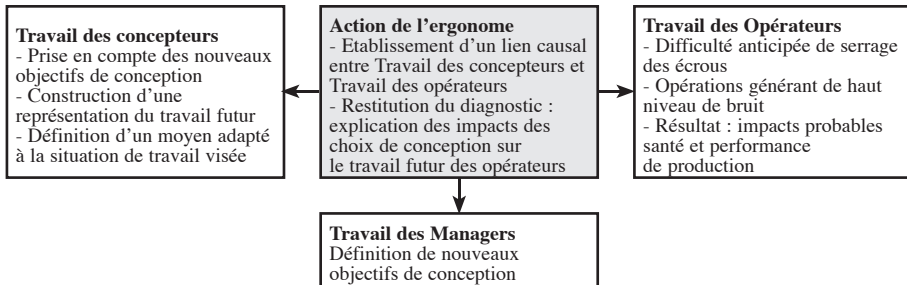 Travail des concepteurs
- Prise en compte des nouveaux
objectifs de conception
- Construction d’une
représentation du travail futur
- Définition d’un moyen adapté
à la situation de travail visée
Action de l’ergonome
- Etablissement d’un lien causal
entre Travail des concepteurs et
Travail des opérateurs
- Restitution du diagnostic :
explication des impacts des
choix de conception sur
le travail futur des opérateurs
Travail des Opérateurs
- Difficulté anticipée de serrage
des écrous
- Opérations générant de haut
niveau de bruit
- Résultat : impacts probables
santé et performance
de production
Travail des Managers
Définition de nouveaux
objectifs de conception